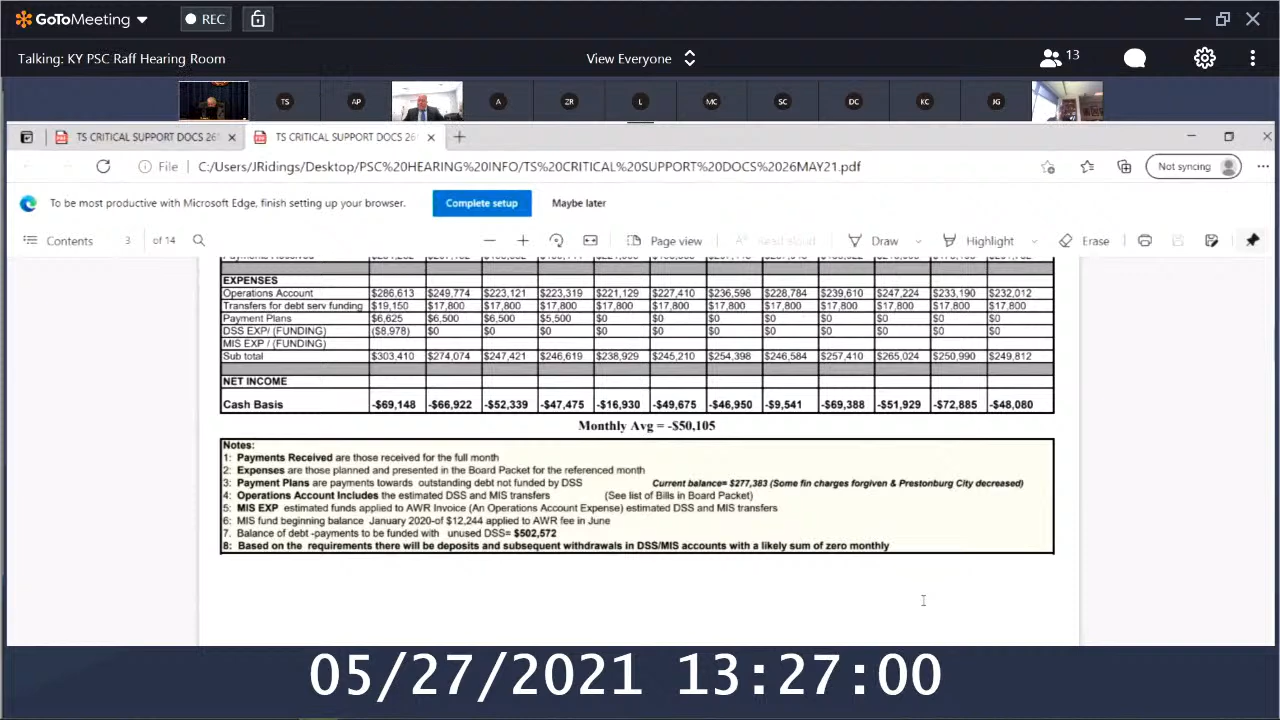 GoToMeeting REC
Talking: KY PSC Raff Hearing Room View Everyone 13
TS AP A ZR L MC SC DC KC JG
TS CRITICAL SUPPORT DOCS 26 TS CRITICAL SUPPORT DOCS 26
File C:/Users/JRidings/Desktop/PSC%20HEARING%20INFO/TS%20CRITICAL%20SUPPORT%20DOCS%2026MAY21.pdf Not syncing
To be most productive with Microsoft Edge, finish setting up your browser. Complete setup Maybe later
Contents 3 of 14 Page view Read aloud Draw Highlight Erase
Payments Received
EXPENSES
Operations Account $286,613 $249,774 $223,121 $223,319 $221,129 $227,410 $236,598 $228,784 $239,610 $247,224 $233,190 $232,012
Transfers for debt serv funding $19,150 $17,800 $17,800 $17,800 $17,800 $17,800 $17,800 $17,800 $17,800 $17,800 $17,800 $17,800
Payment Plans $6,625 $6,500 $6,500 $5,500 $0 $0 $0 $0 $0 $0 $0 $0
DSS EXP/ (FUNDING) ($8,978) $0 $0 $0 $0 $0 $0 $0 $0 $0 $0 $0
MIS EXP / (FUNDING)
Sub total $303,410 $274,074 $247,421 $246,619 $238,929 $245,210 $254,398 $246,584 $257,410 $265,024 $250,990 $249,812
NET INCOME
Cash Basis -$69,148 -$66,922 -$52,339 -$47,475 -$16,930 -$49,675 -$46,950 -$9,541 -$69,388 -$51,929 -$72,885 -$48,080
Monthly Avg = -$50,105
Notes:
1: Payments Received are those received for the full month
2: Expenses are those planned and presented in the Board Packet for the referenced month
3: Payment Plans are payments towards outstanding debt not funded by DSS Current balance= $277,383 (Some fin charges forgiven & Prestonburg City decreased)
4: Operations Account Includes the estimated DSS and MIS transfers (See list of Bills in Board Packet)
5: MIS EXP estimated funds applied to AWR Invoice (An Operations Account Expense) estimated DSS and MIS transfers
6: MIS fund beginning balance January 2020-of $12,244 applied to AWR fee in June
7. Balance of debt -payments to be funded with unused DSS= $502,572
8: Based on the requirements there will be deposits and subsequent withdrawals in DSS/MIS accounts with a likely sum of zero monthly
05/27/2021 13:27:00